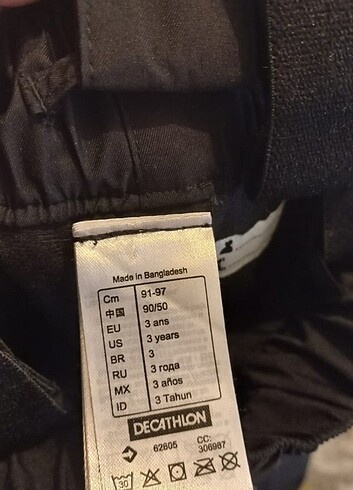 Made in Bangladesh
Cm 91-97
中国 90/50
EU 3 ans
US 3 years
BR 3
RU 3 года
MX 3 años
ID 3 Tahun
DECATHLON
62605 CC: 306987
30